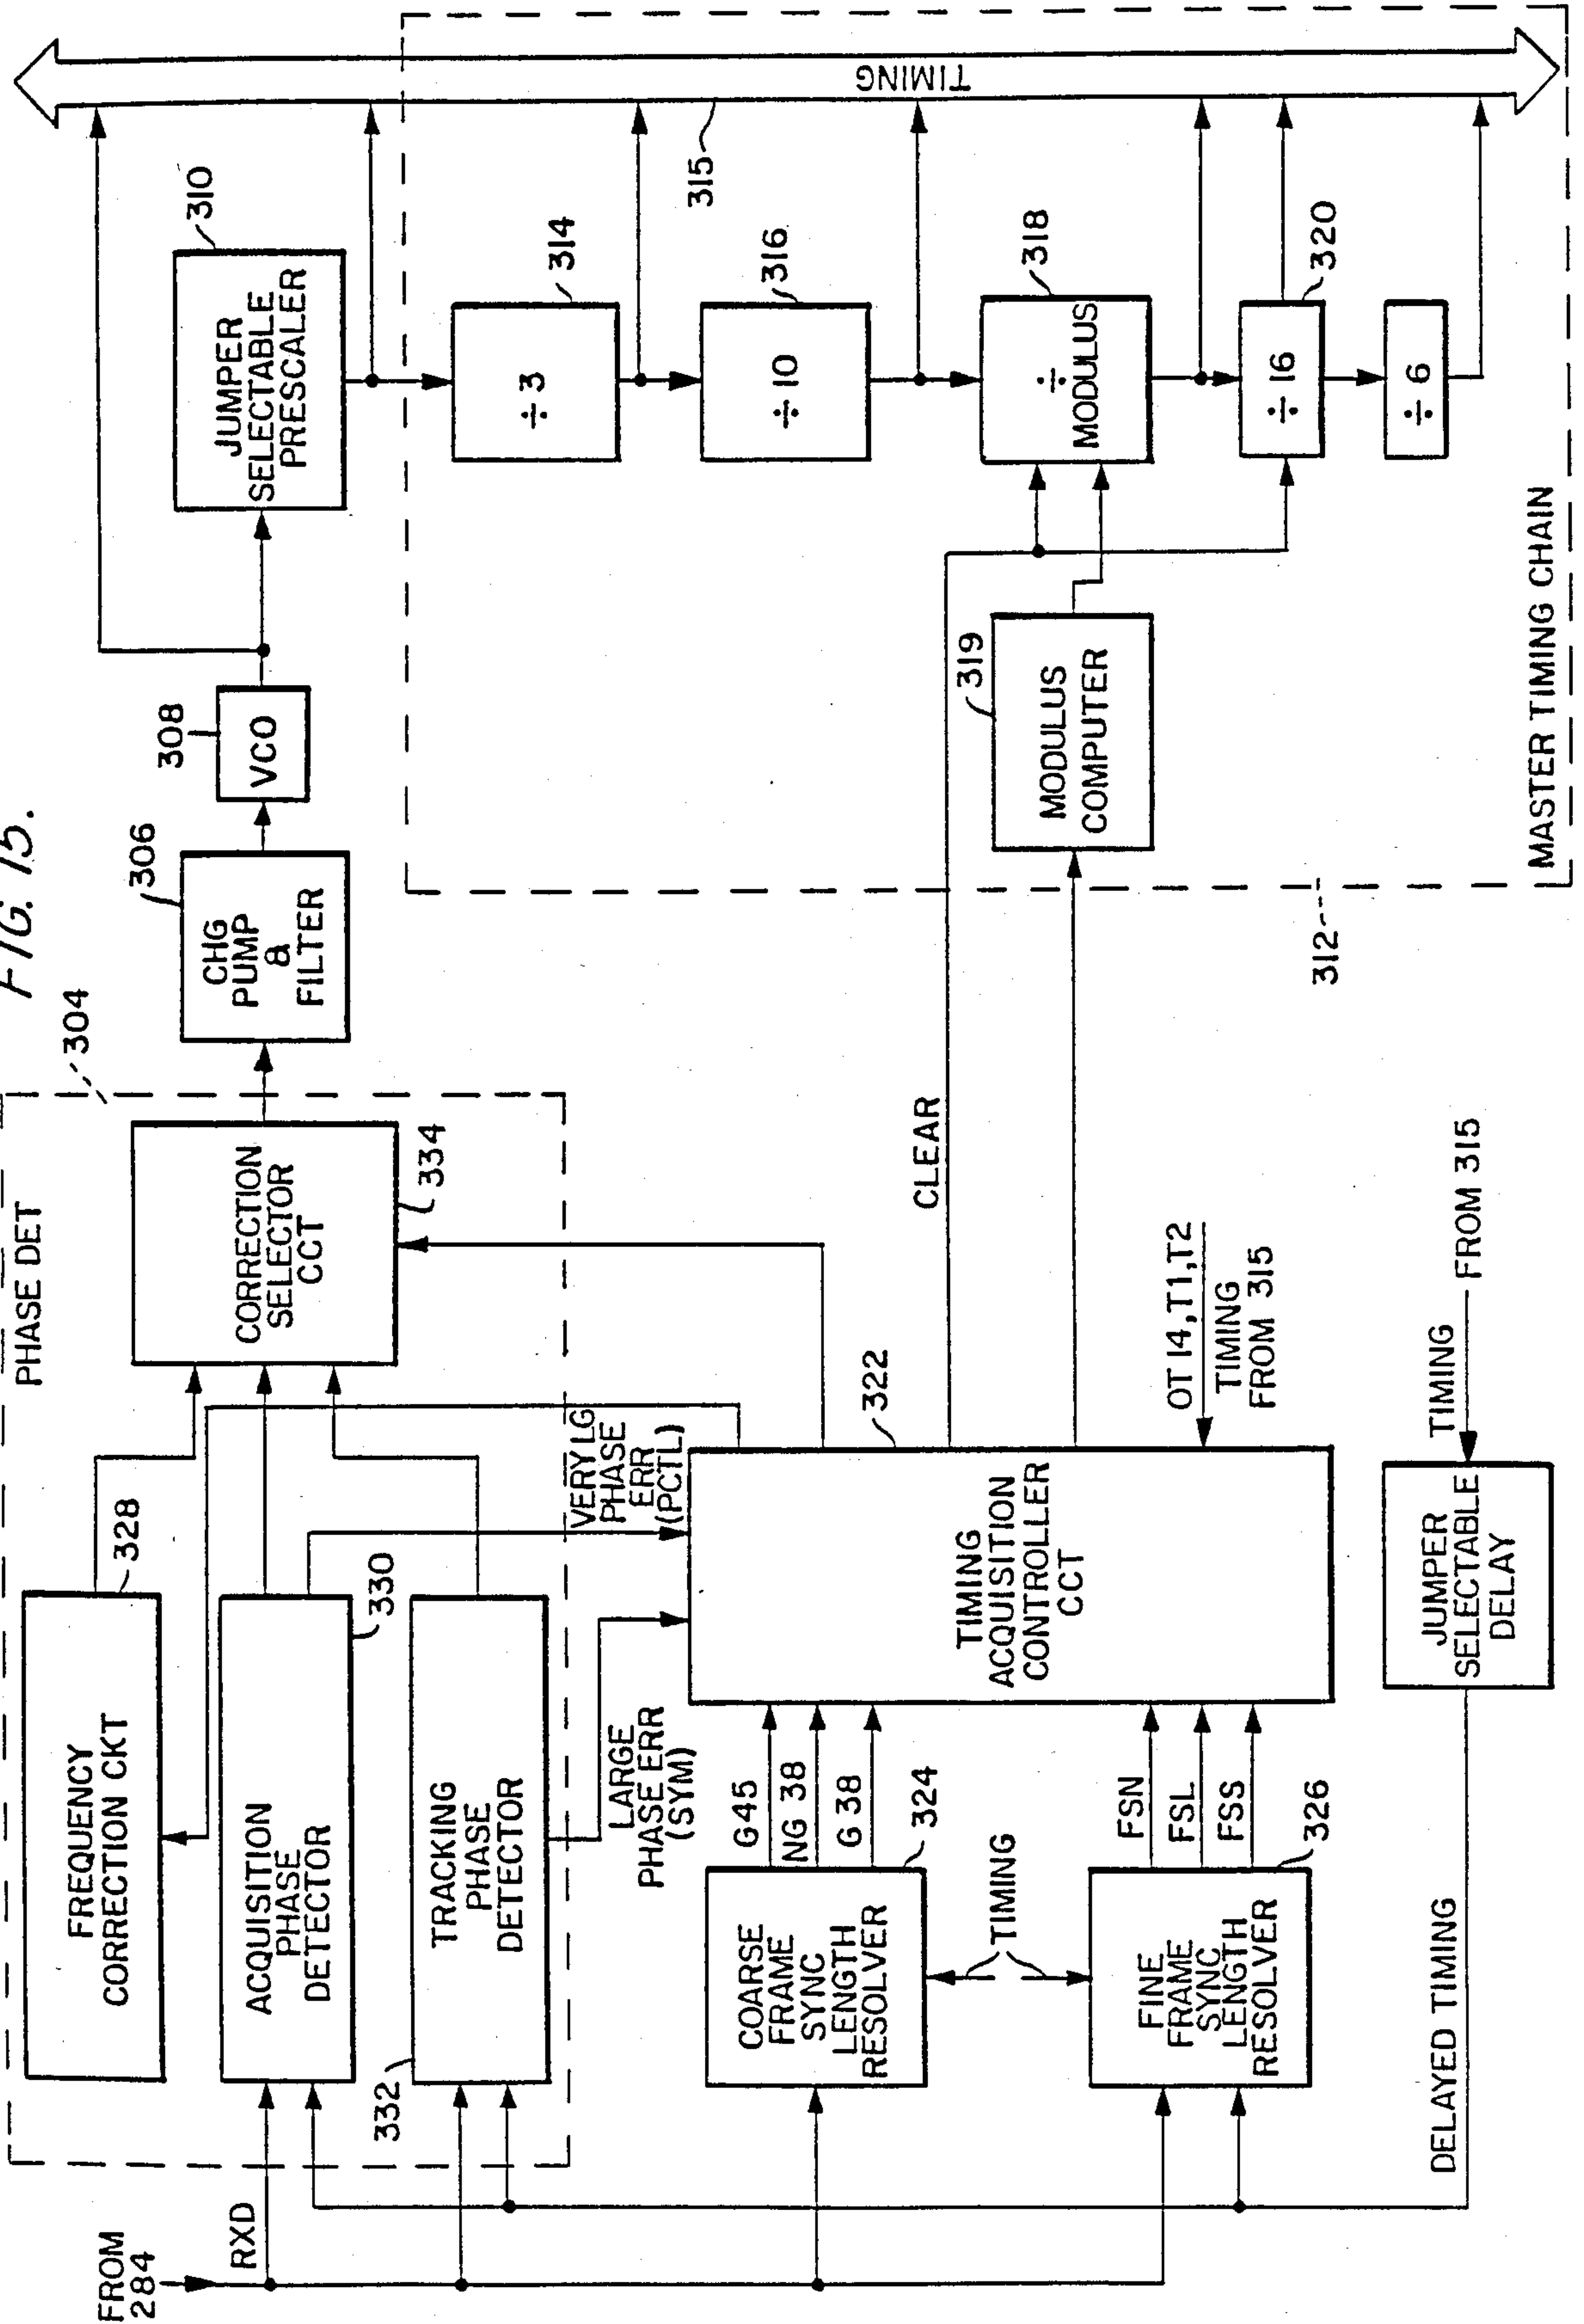 FIG. 15.
PHASE DET
304
FREQUENCY
CORRECTION CKT
328
ACQUISITION
PHASE
DETECTOR
330
TRACKING
PHASE
DETECTOR
332
CORRECTION
SELECTOR
CCT
334
CHG
PUMP
&
FILTER
306
VCO
308
JUMPER
SELECTABLE
PRESCALER
310
FROM
284
RXD
LARGE
PHASE ERR
(SYM)
VERY LG
PHASE
ERR
(PCTL)
COARSE
FRAME
SYNC
LENGTH
RESOLVER
324
G45
NG 38
G 38
TIMING
FINE
FRAME
SYNC
LENGTH
RESOLVER
326
FSN
FSL
FSS
TIMING
ACQUISITION
CONTROLLER
CCT
322
CLEAR
OT 14, T1, T2
TIMING
FROM 315
JUMPER
SELECTABLE
DELAY
TIMING
FROM 315
DELAYED TIMING
÷ 3
314
÷ 10
316
÷
MODULUS
318
÷ 16
320
÷ 6
MODULUS
COMPUTER
319
315
TIMING
312
MASTER TIMING CHAIN